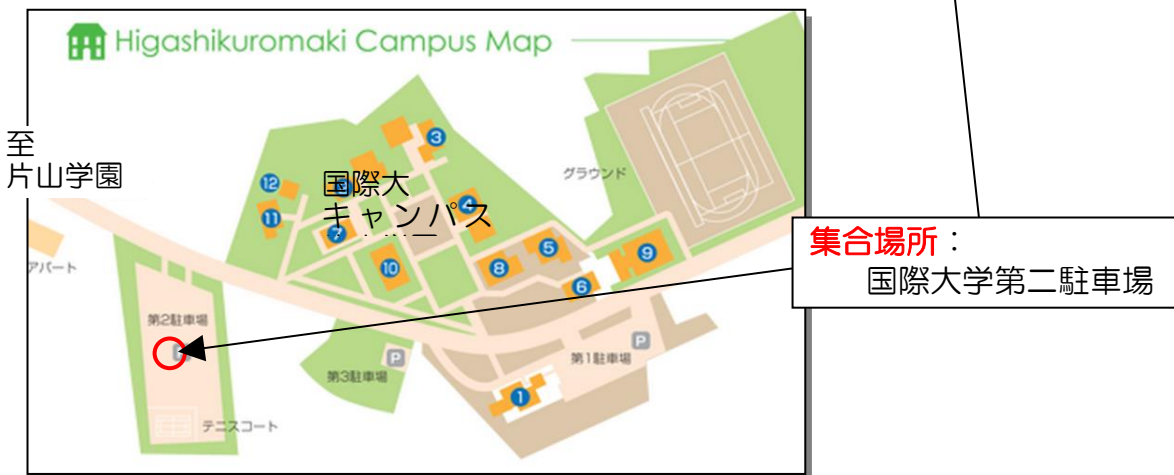 Higashikuromaki Campus Map
至
片山学園
国際大
キャンパス
グラウンド
アパート
第2駐車場
P
第3駐車場
P
第1駐車場
P
テニスコート
1
3
4
5
6
7
8
9
10
11
12
集合場所：
国際大学第二駐車場